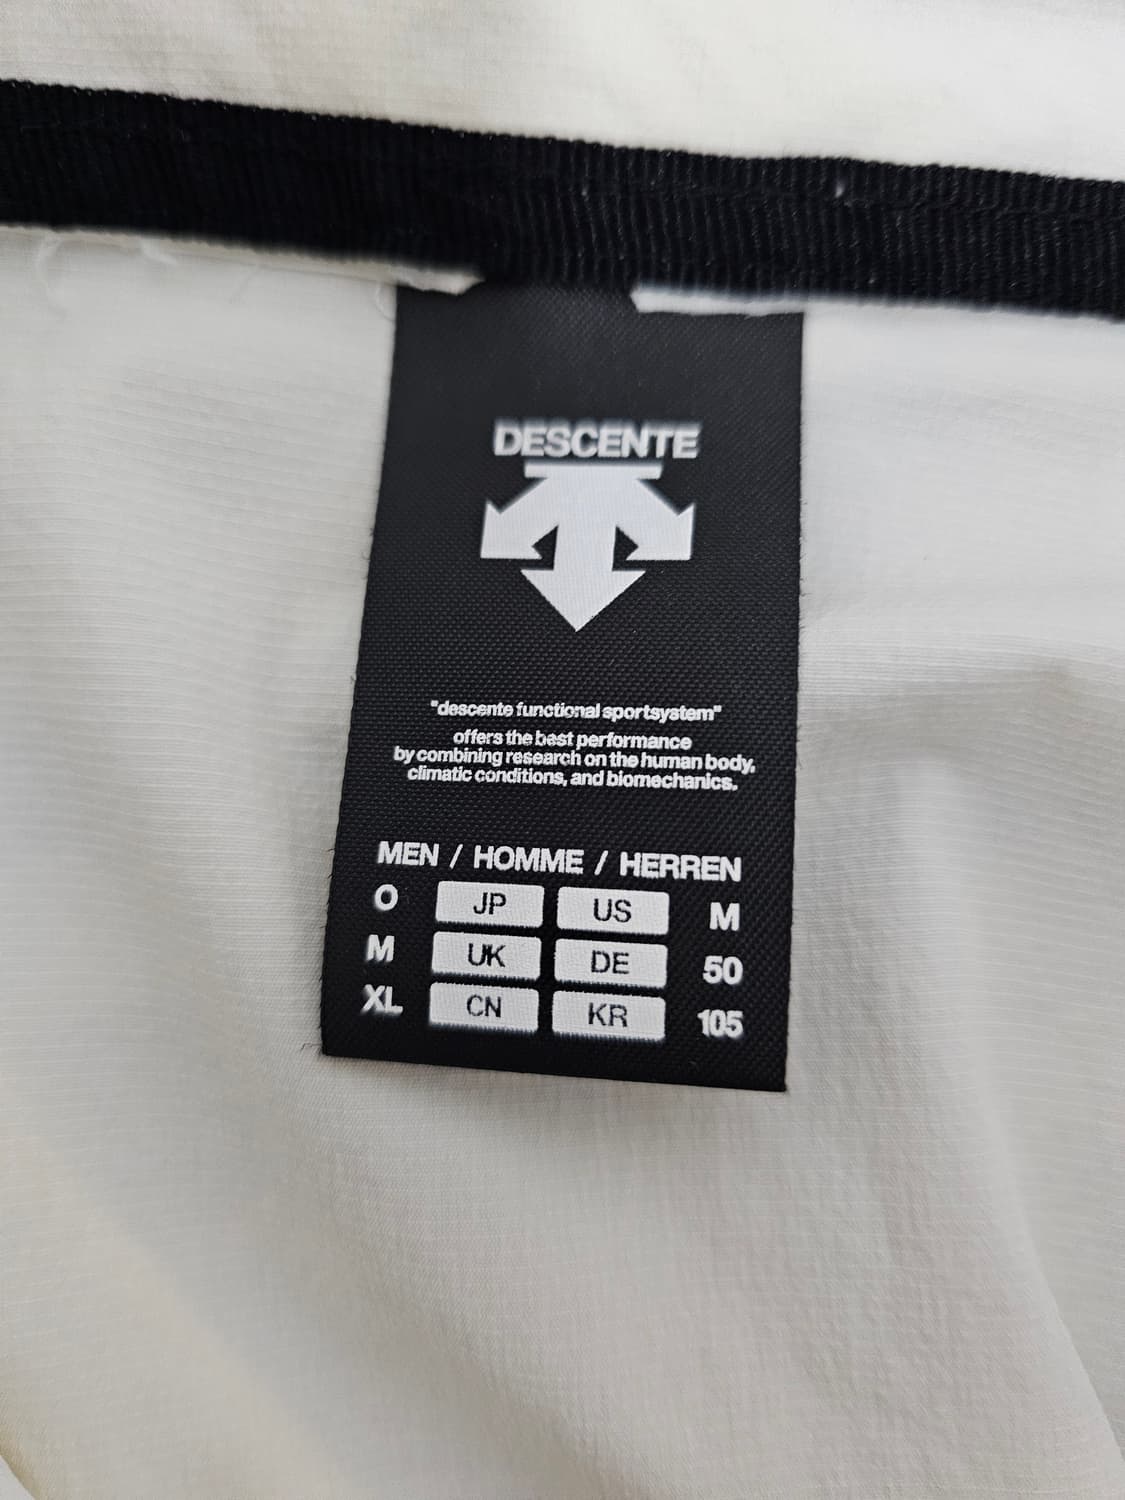 DESCENTE
"descente functional sportsystem"
offers the best performance
by combining research on the human body,
climatic conditions, and biomechanics.
MEN / HOMME / HERREN
O JP US M
M UK DE 50
XL CN KR 105